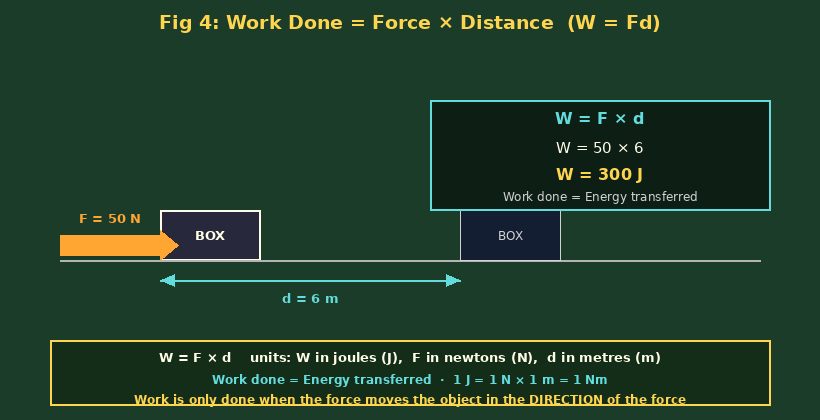 Fig 4: Work Done = Force × Distance (W = Fd)
W = F × d
W = 50 × 6
W = 300 J
Work done = Energy transferred
F = 50 N
BOX
BOX
d = 6 m
W = F × d units: W in joules (J), F in newtons (N), d in metres (m)
Work done = Energy transferred · 1 J = 1 N × 1 m = 1 Nm
Work is only done when the force moves the object in the DIRECTION of the force